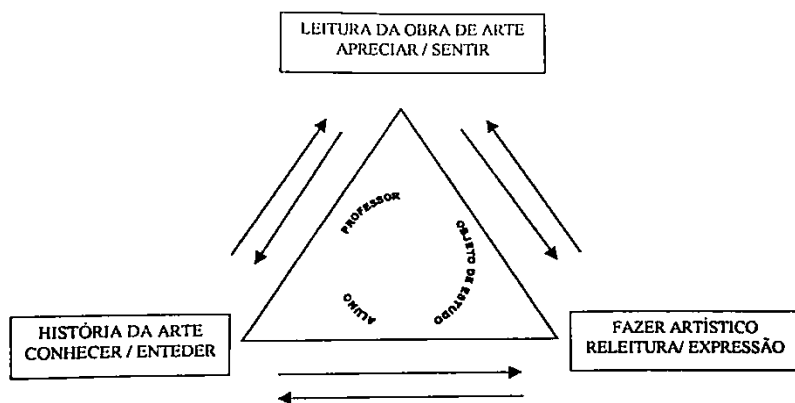 LEITURA DA OBRA DE ARTE
APRECIAR / SENTIR
PROFESSOR
OBJETO DE ESTUDO
ALUNO
HISTÓRIA DA ARTE
CONHECER / ENTEDER
FAZER ARTÍSTICO
RELEITURA/ EXPRESSÃO